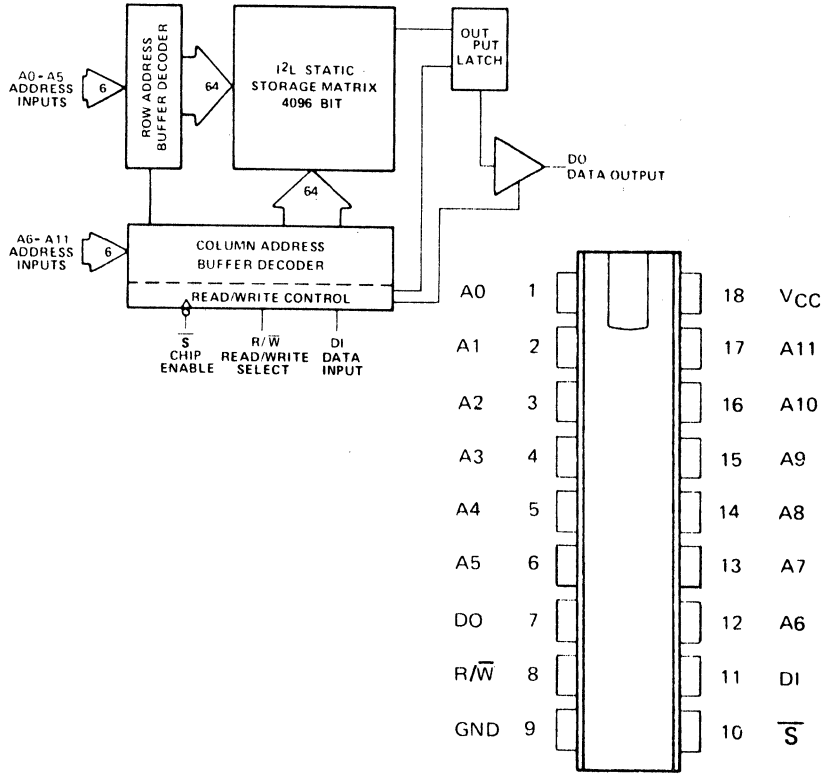 A0-A5
ADDRESS
INPUTS
6
ROW ADDRESS
BUFFER DECODER
64
I²L STATIC
STORAGE MATRIX
4096 BIT
OUT
PUT
LATCH
DO
DATA OUTPUT
64
A6-A11
ADDRESS
INPUTS
6
COLUMN ADDRESS
BUFFER DECODER
READ/WRITE CONTROL
S̅
CHIP
ENABLE
R/W̅
READ/WRITE
SELECT
DI
DATA
INPUT
A0 1
18 VCC
A1 2
17 A11
A2 3
16 A10
A3 4
15 A9
A4 5
14 A8
A5 6
13 A7
DO 7
12 A6
R/W̅ 8
11 DI
GND 9
10 S̅